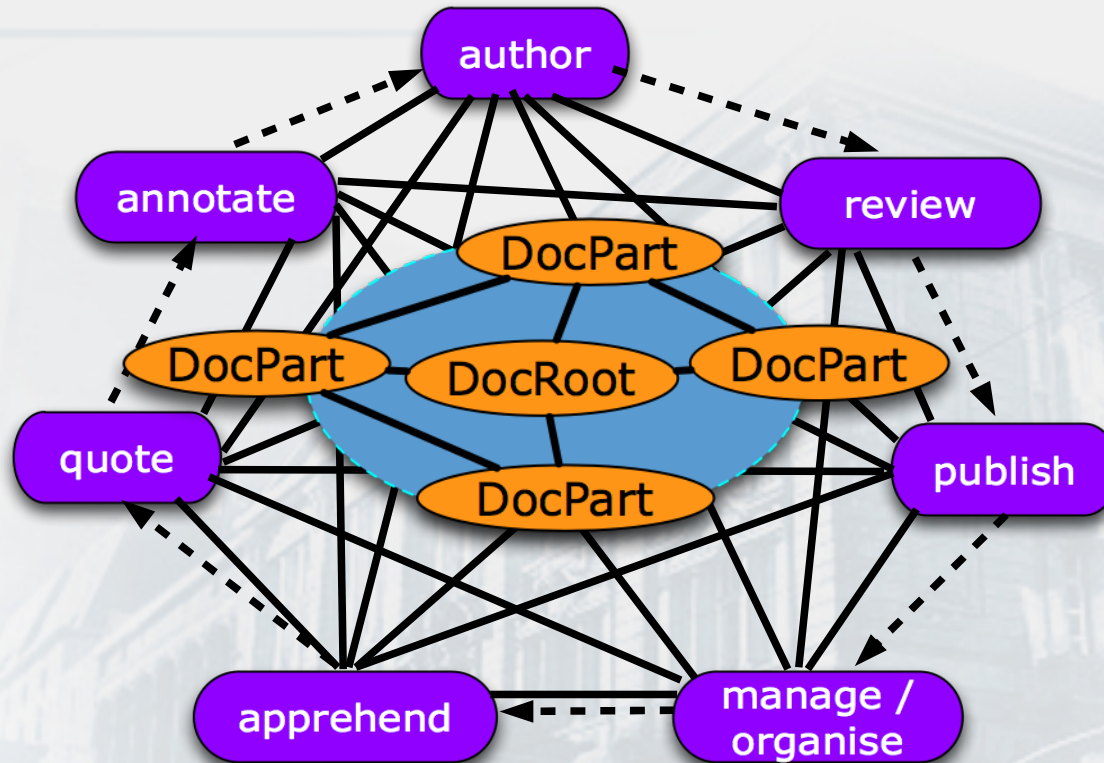 author
annotate
review
DocPart
DocPart
DocRoot
DocPart
quote
publish
DocPart
apprehend
manage /
organise